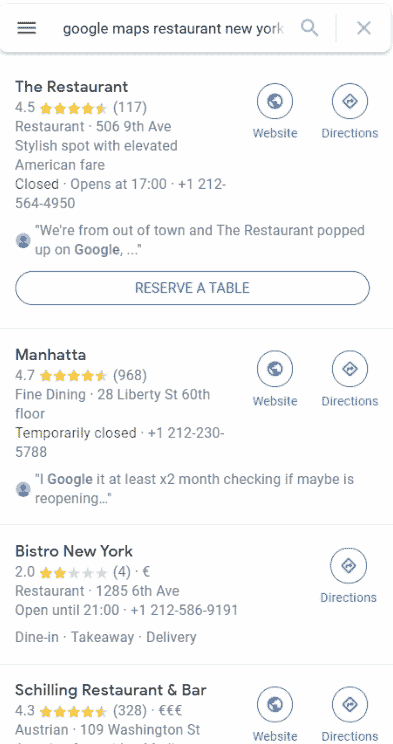 google maps restaurant new york
The Restaurant
4.5 (117)
Restaurant · 506 9th Ave
Stylish spot with elevated
American fare
Closed · Opens at 17:00 · +1 212-
564-4950
Website
Directions
"We're from out of town and The Restaurant popped
up on Google, ..."
RESERVE A TABLE
Manhatta
4.7 (968)
Fine Dining · 28 Liberty St 60th
floor
Temporarily closed · +1 212-230-
5788
Website
Directions
"I Google it at least x2 month checking if maybe is
reopening…"
Bistro New York
2.0 (4) · €
Restaurant · 1285 6th Ave
Open until 21:00 · +1 212-586-9191
Dine-in · Takeaway · Delivery
Directions
Schilling Restaurant & Bar
4.3 (328) · €€€
Austrian · 109 Washington St
Website
Directions